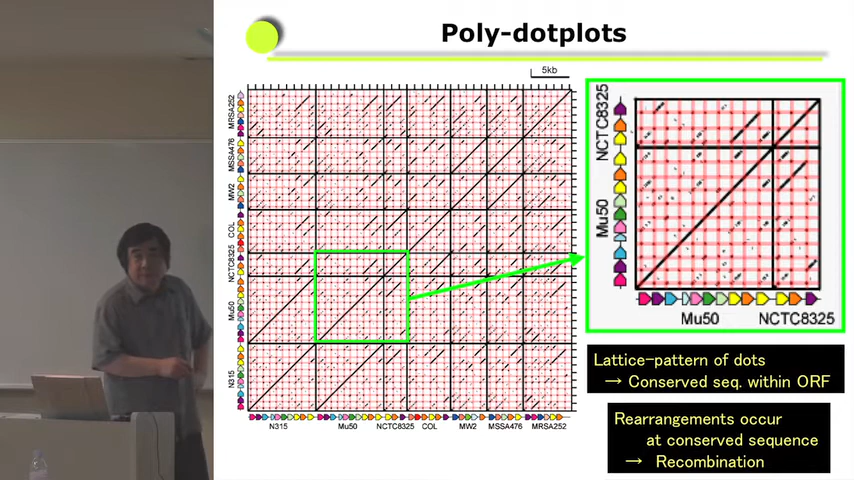 Poly-dotplots
5kb
MRSA252
MSSA476
MW2
COL
NCTC8325
Mu50
N315
N315 Mu50 NCTC8325 COL MW2 MSSA476 MRSA252
NCTC8325
Mu50
Mu50 NCTC8325
Lattice-pattern of dots
→ Conserved seq. within ORF
Rearrangements occur
at conserved sequence
→ Recombination